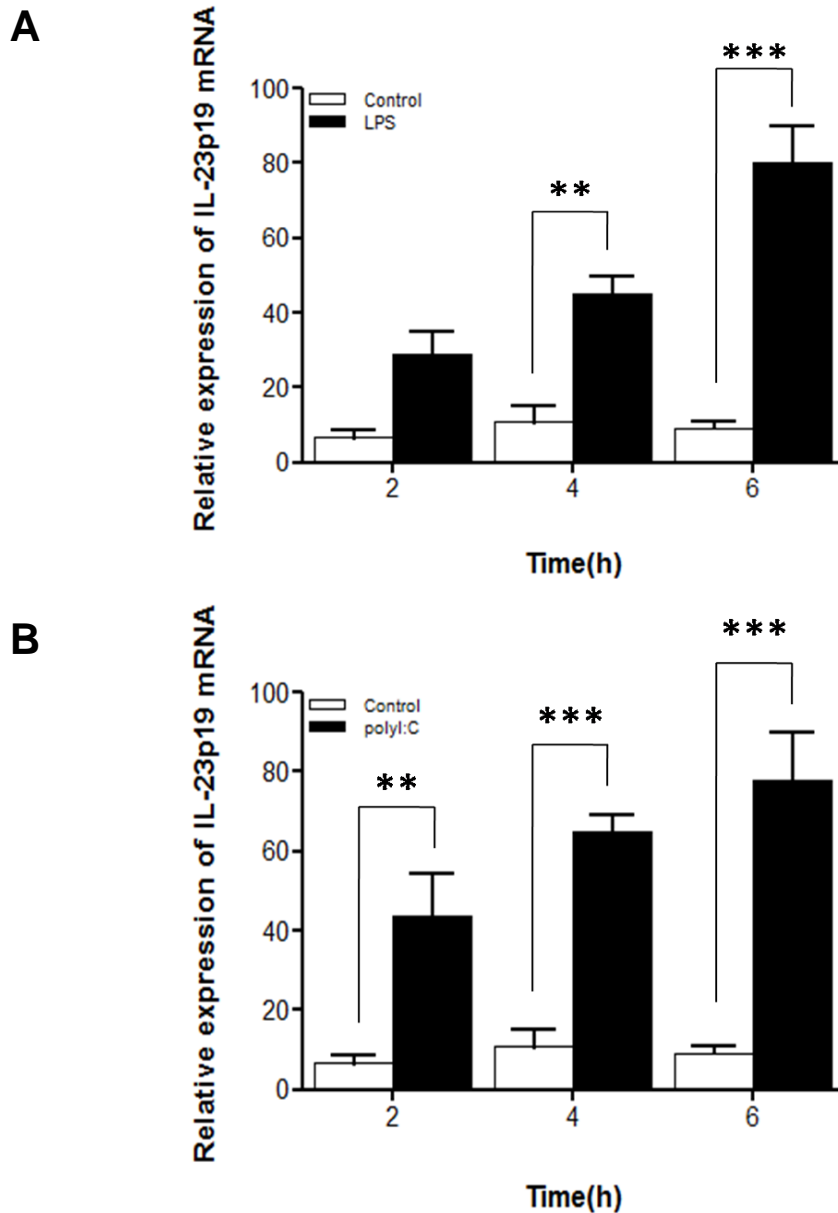 A
Relative expression of IL-23p19 mRNA
Control
LPS
100
80
60
40
20
0
**
***
2 4 6
Time(h)
B
Relative expression of IL-23p19 mRNA
Control
polyI:C
100
80
60
40
20
0
**
***
***
2 4 6
Time(h)